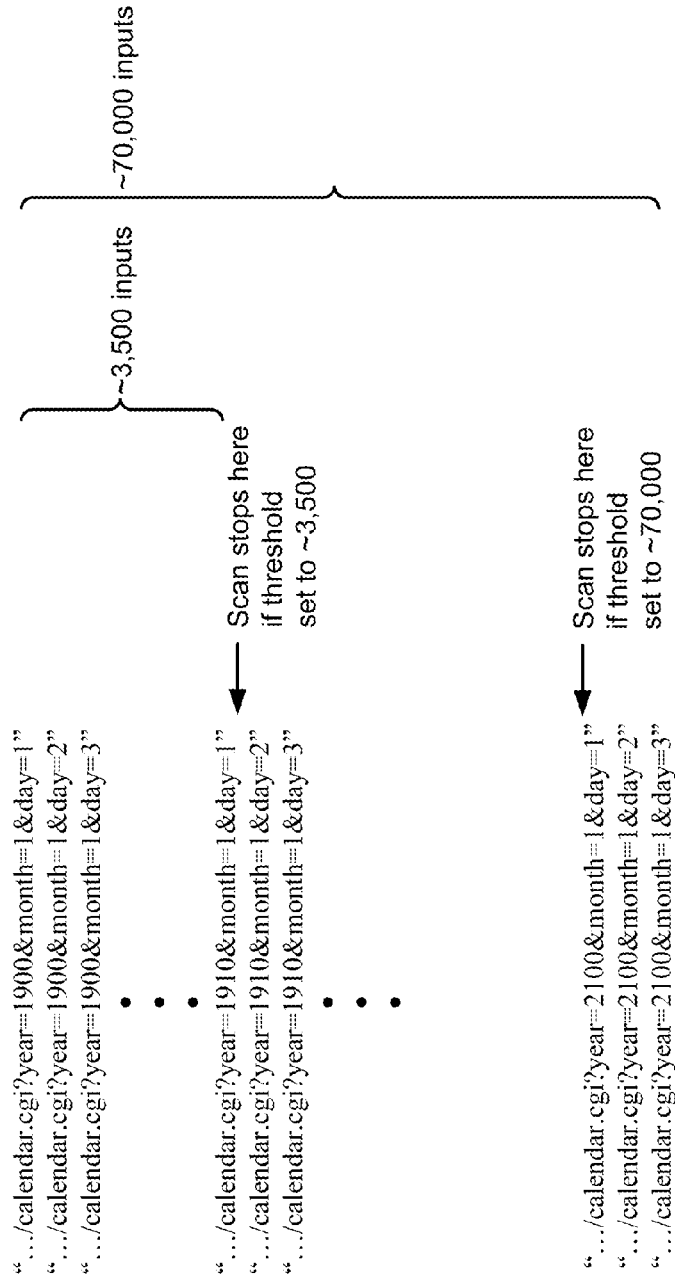 “…/calendar.cgi?year=1900&month=1&day=1”
“…/calendar.cgi?year=1900&month=1&day=2”
“…/calendar.cgi?year=1900&month=1&day=3”
“…/calendar.cgi?year=1910&month=1&day=1”
“…/calendar.cgi?year=1910&month=1&day=2”
“…/calendar.cgi?year=1910&month=1&day=3”
“…/calendar.cgi?year=2100&month=1&day=1”
“…/calendar.cgi?year=2100&month=1&day=2”
“…/calendar.cgi?year=2100&month=1&day=3”
Scan stops here
if threshold
set to ~3,500
Scan stops here
if threshold
set to ~70,000
~3,500 inputs
~70,000 inputs